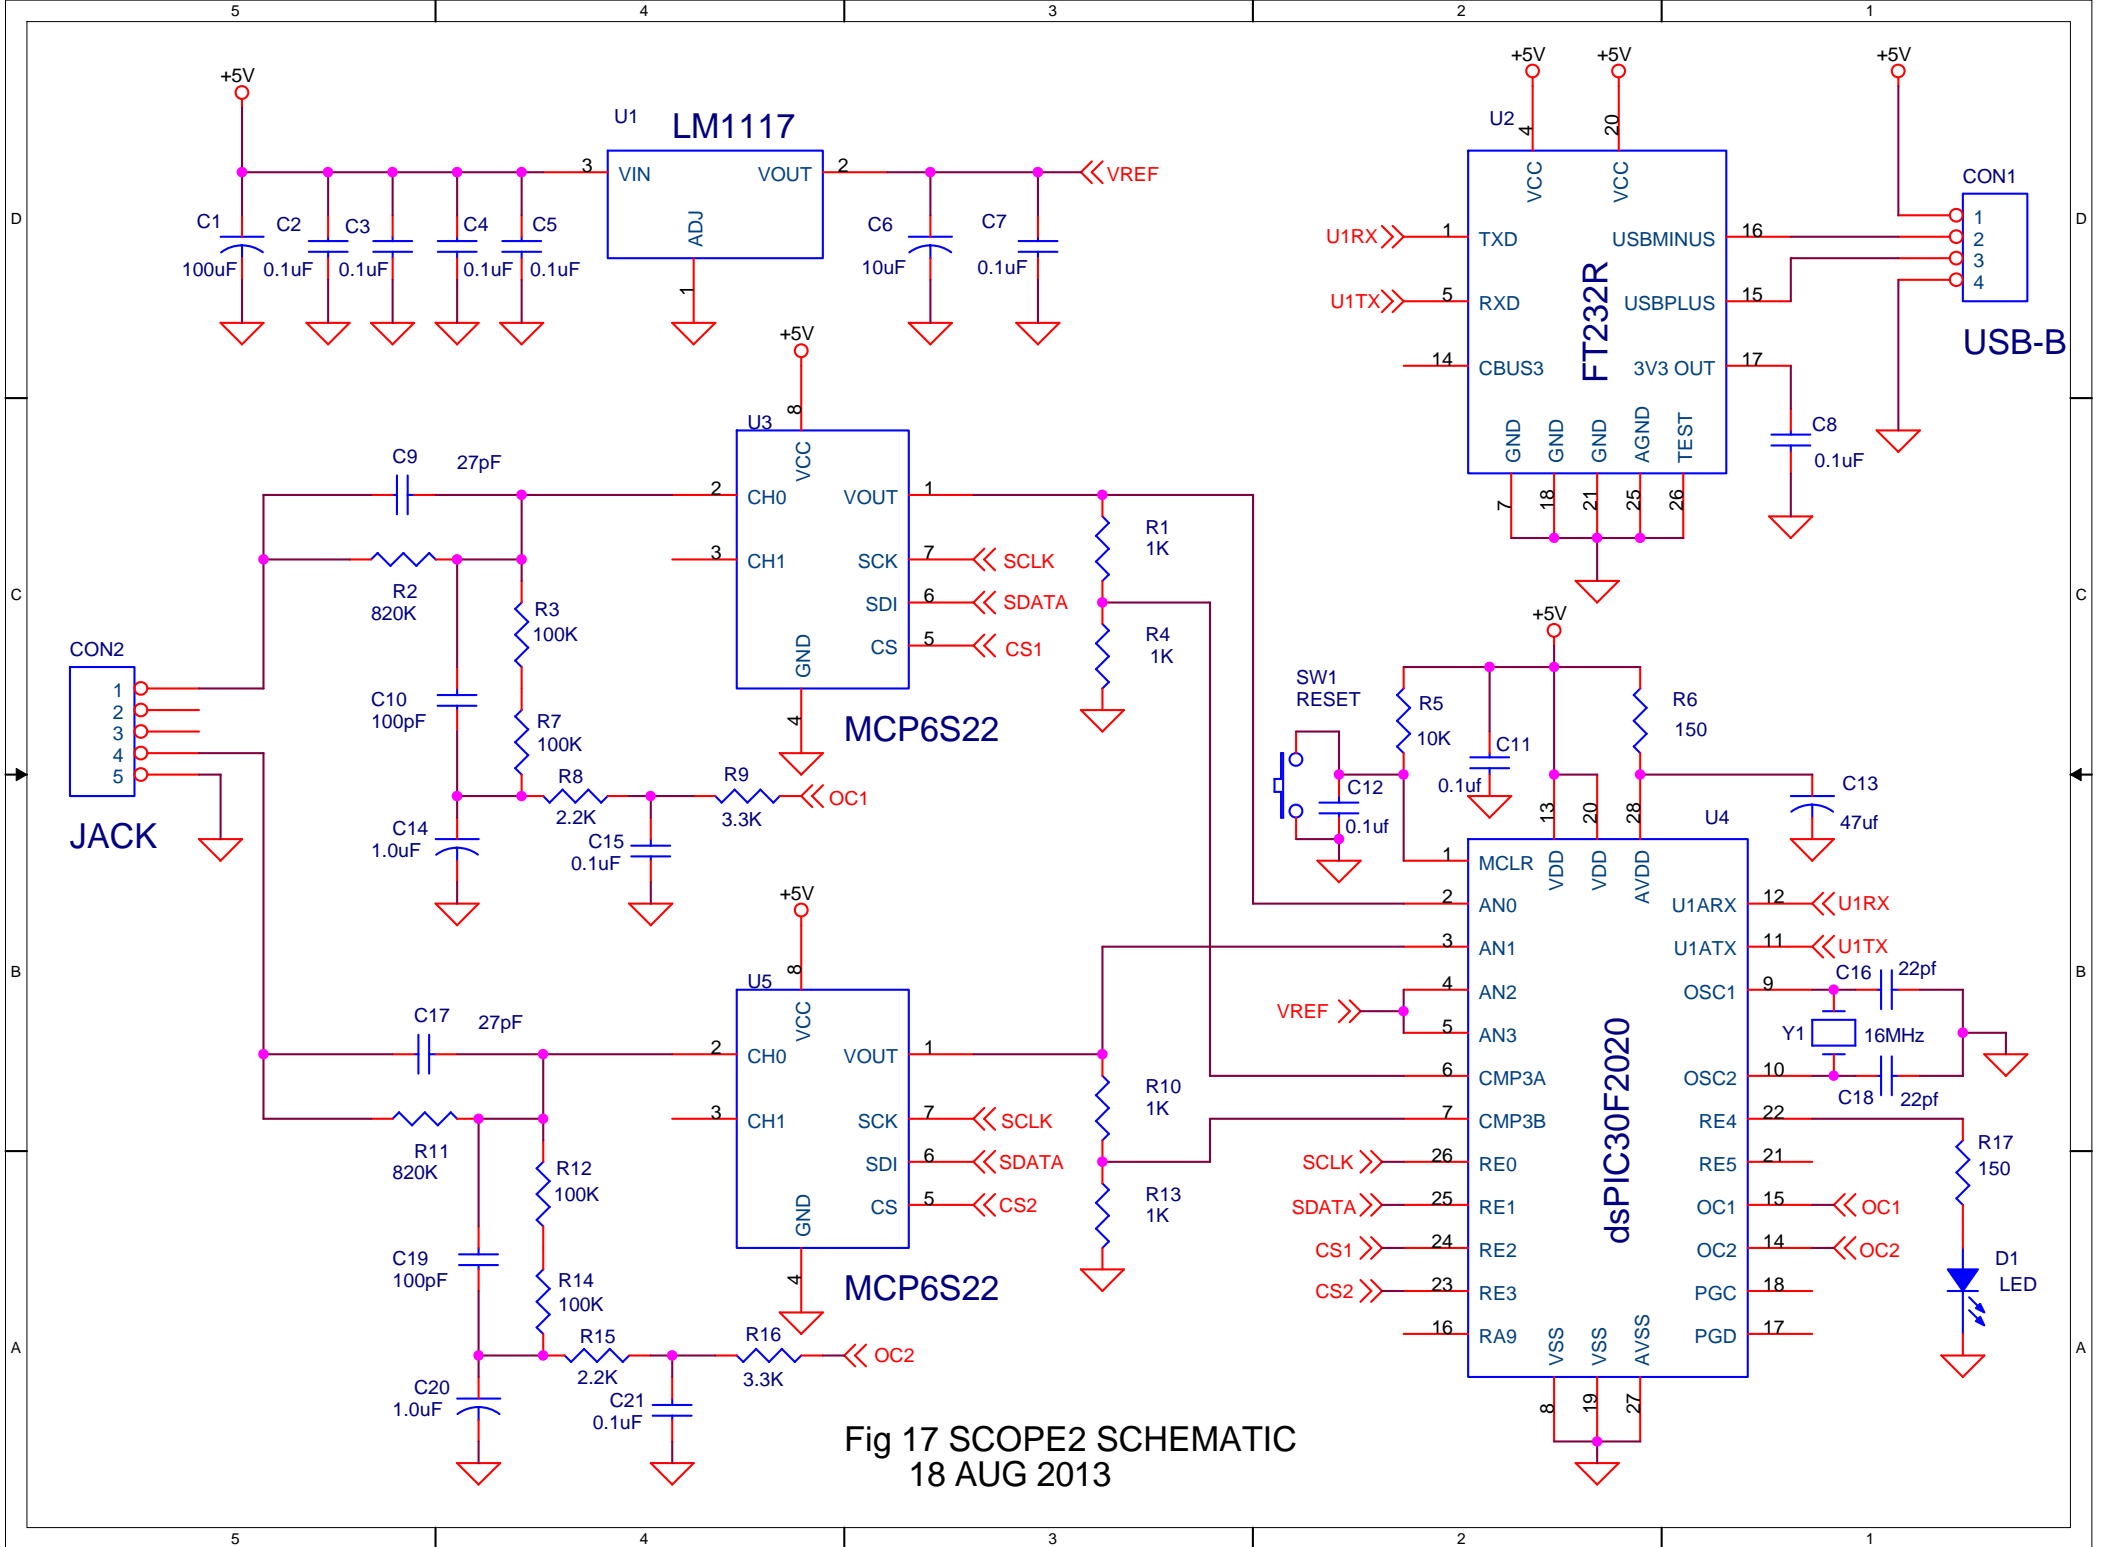 5 4 3 2 1
D
C
B
A
+5V
U1
LM1117
3 VIN VOUT 2
ADJ
1
VREF
C1
100uF
C2
0.1uF
C3
0.1uF
C4
0.1uF
C5
0.1uF
C6
10uF
C7
0.1uF
+5V +5V
U2
4 20
VCC VCC
U1RX 1 TXD
U1TX 5 RXD
14 CBUS3
FT232R
USBMINUS 16
USBPLUS 15
3V3 OUT 17
GND GND GND AGND TEST
7 18 21 25 26
C8
0.1uF
+5V
CON1
1
2
3
4
USB-B
+5V
8
U3
VCC
2 CH0 VOUT 1
3 CH1 SCK 7 SCLK
SDI 6 SDATA
CS 5 CS1
GND
4
MCP6S22
C9 27pF
R2
820K
R3
100K
C10
100pF
R7
100K
R8
2.2K
R9
3.3K
OC1
C14
1.0uF
C15
0.1uF
CON2
1
2
3
4
5
JACK
R1
1K
R4
1K
+5V
8
U5
VCC
2 CH0 VOUT 1
3 CH1 SCK 7 SCLK
SDI 6 SDATA
CS 5 CS2
GND
4
MCP6S22
C17 27pF
R11
820K
R12
100K
C19
100pF
R14
100K
R15
2.2K
R16
3.3K
OC2
C20
1.0uF
C21
0.1uF
R10
1K
R13
1K
+5V
SW1
RESET
R5
10K
C11
0.1uf
C12
0.1uf
R6
150
C13
47uf
U4
13 20 28
VDD VDD AVDD
1 MCLR
2 AN0
3 AN1
VREF
4 AN2
5 AN3
6 CMP3A
7 CMP3B
SCLK 26 RE0
SDATA 25 RE1
CS1 24 RE2
CS2 23 RE3
16 RA9
dsPIC30F2020
U1ARX 12 U1RX
U1ATX 11 U1TX
OSC1 9
OSC2 10
RE4 22
RE5 21
OC1 15 OC1
OC2 14 OC2
PGC 18
PGD 17
VSS VSS AVSS
8 19 27
C16 22pf
Y1 16MHz
C18 22pf
R17
150
D1
LED
Fig 17 SCOPE2 SCHEMATIC
18 AUG 2013
D
C
B
A
5 4 3 2 1